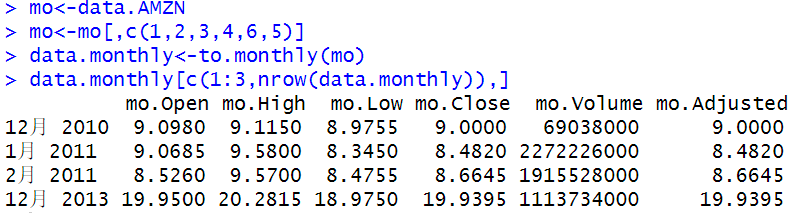 > mo<-data.AMZN
> mo<-mo[,c(1,2,3,4,6,5)]
> data.monthly<-to.monthly(mo)
> data.monthly[c(1:3,nrow(data.monthly)),]
mo.Open mo.High mo.Low mo.Close mo.Volume mo.Adjusted
12月 2010 9.0980 9.1150 8.9755 9.0000 69038000 9.0000
1月 2011 9.0685 9.5800 8.3450 8.4820 2272226000 8.4820
2月 2011 8.5260 9.5700 8.4755 8.6645 1915528000 8.6645
12月 2013 19.9500 20.2815 18.9750 19.9395 1113734000 19.9395